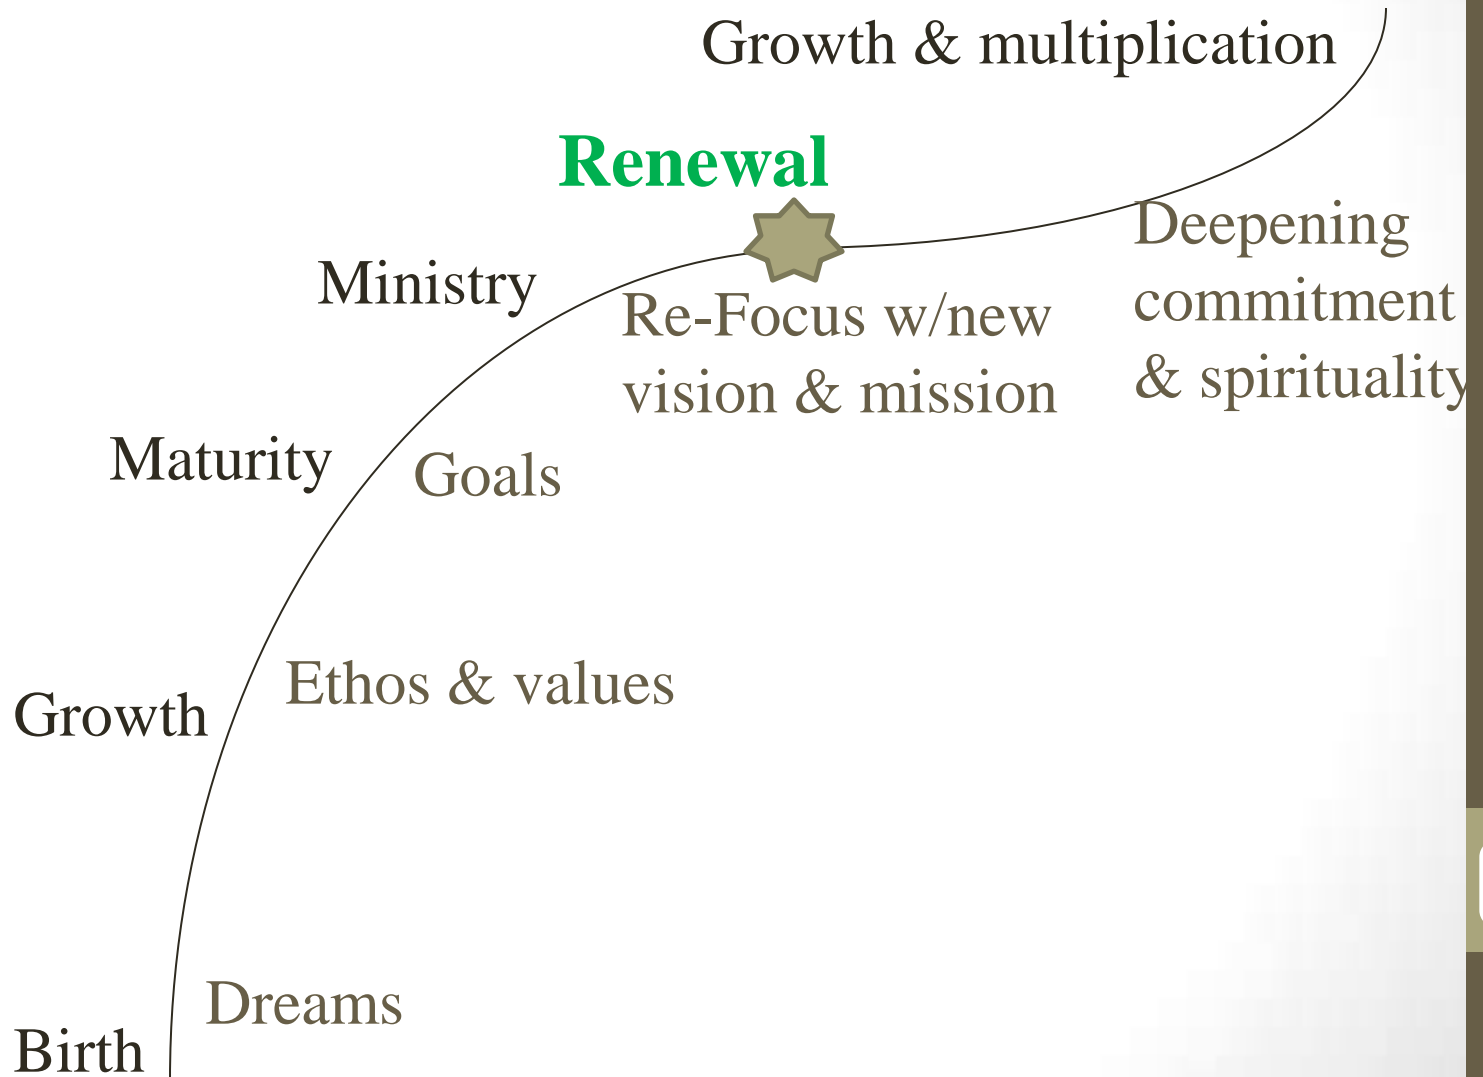 Growth & multiplication
Renewal
Ministry
Deepening
commitment
& spirituality
Re-Focus w/new
vision & mission
Maturity
Goals
Ethos & values
Growth
Dreams
Birth